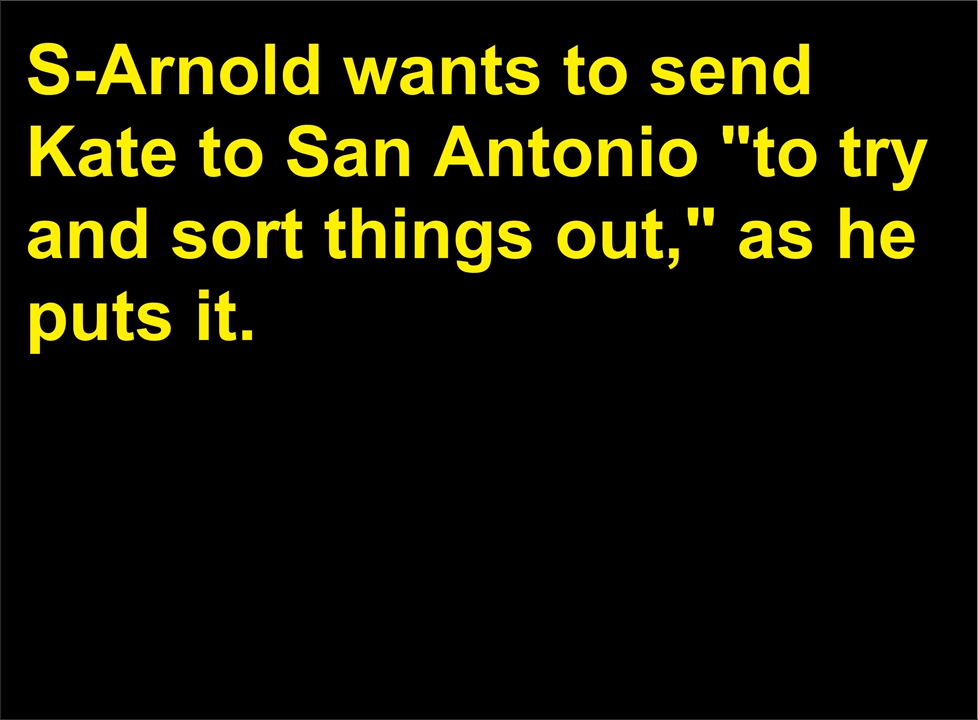 S-Arnold wants to send
Kate to San Antonio "to try
and sort things out," as he
puts it.